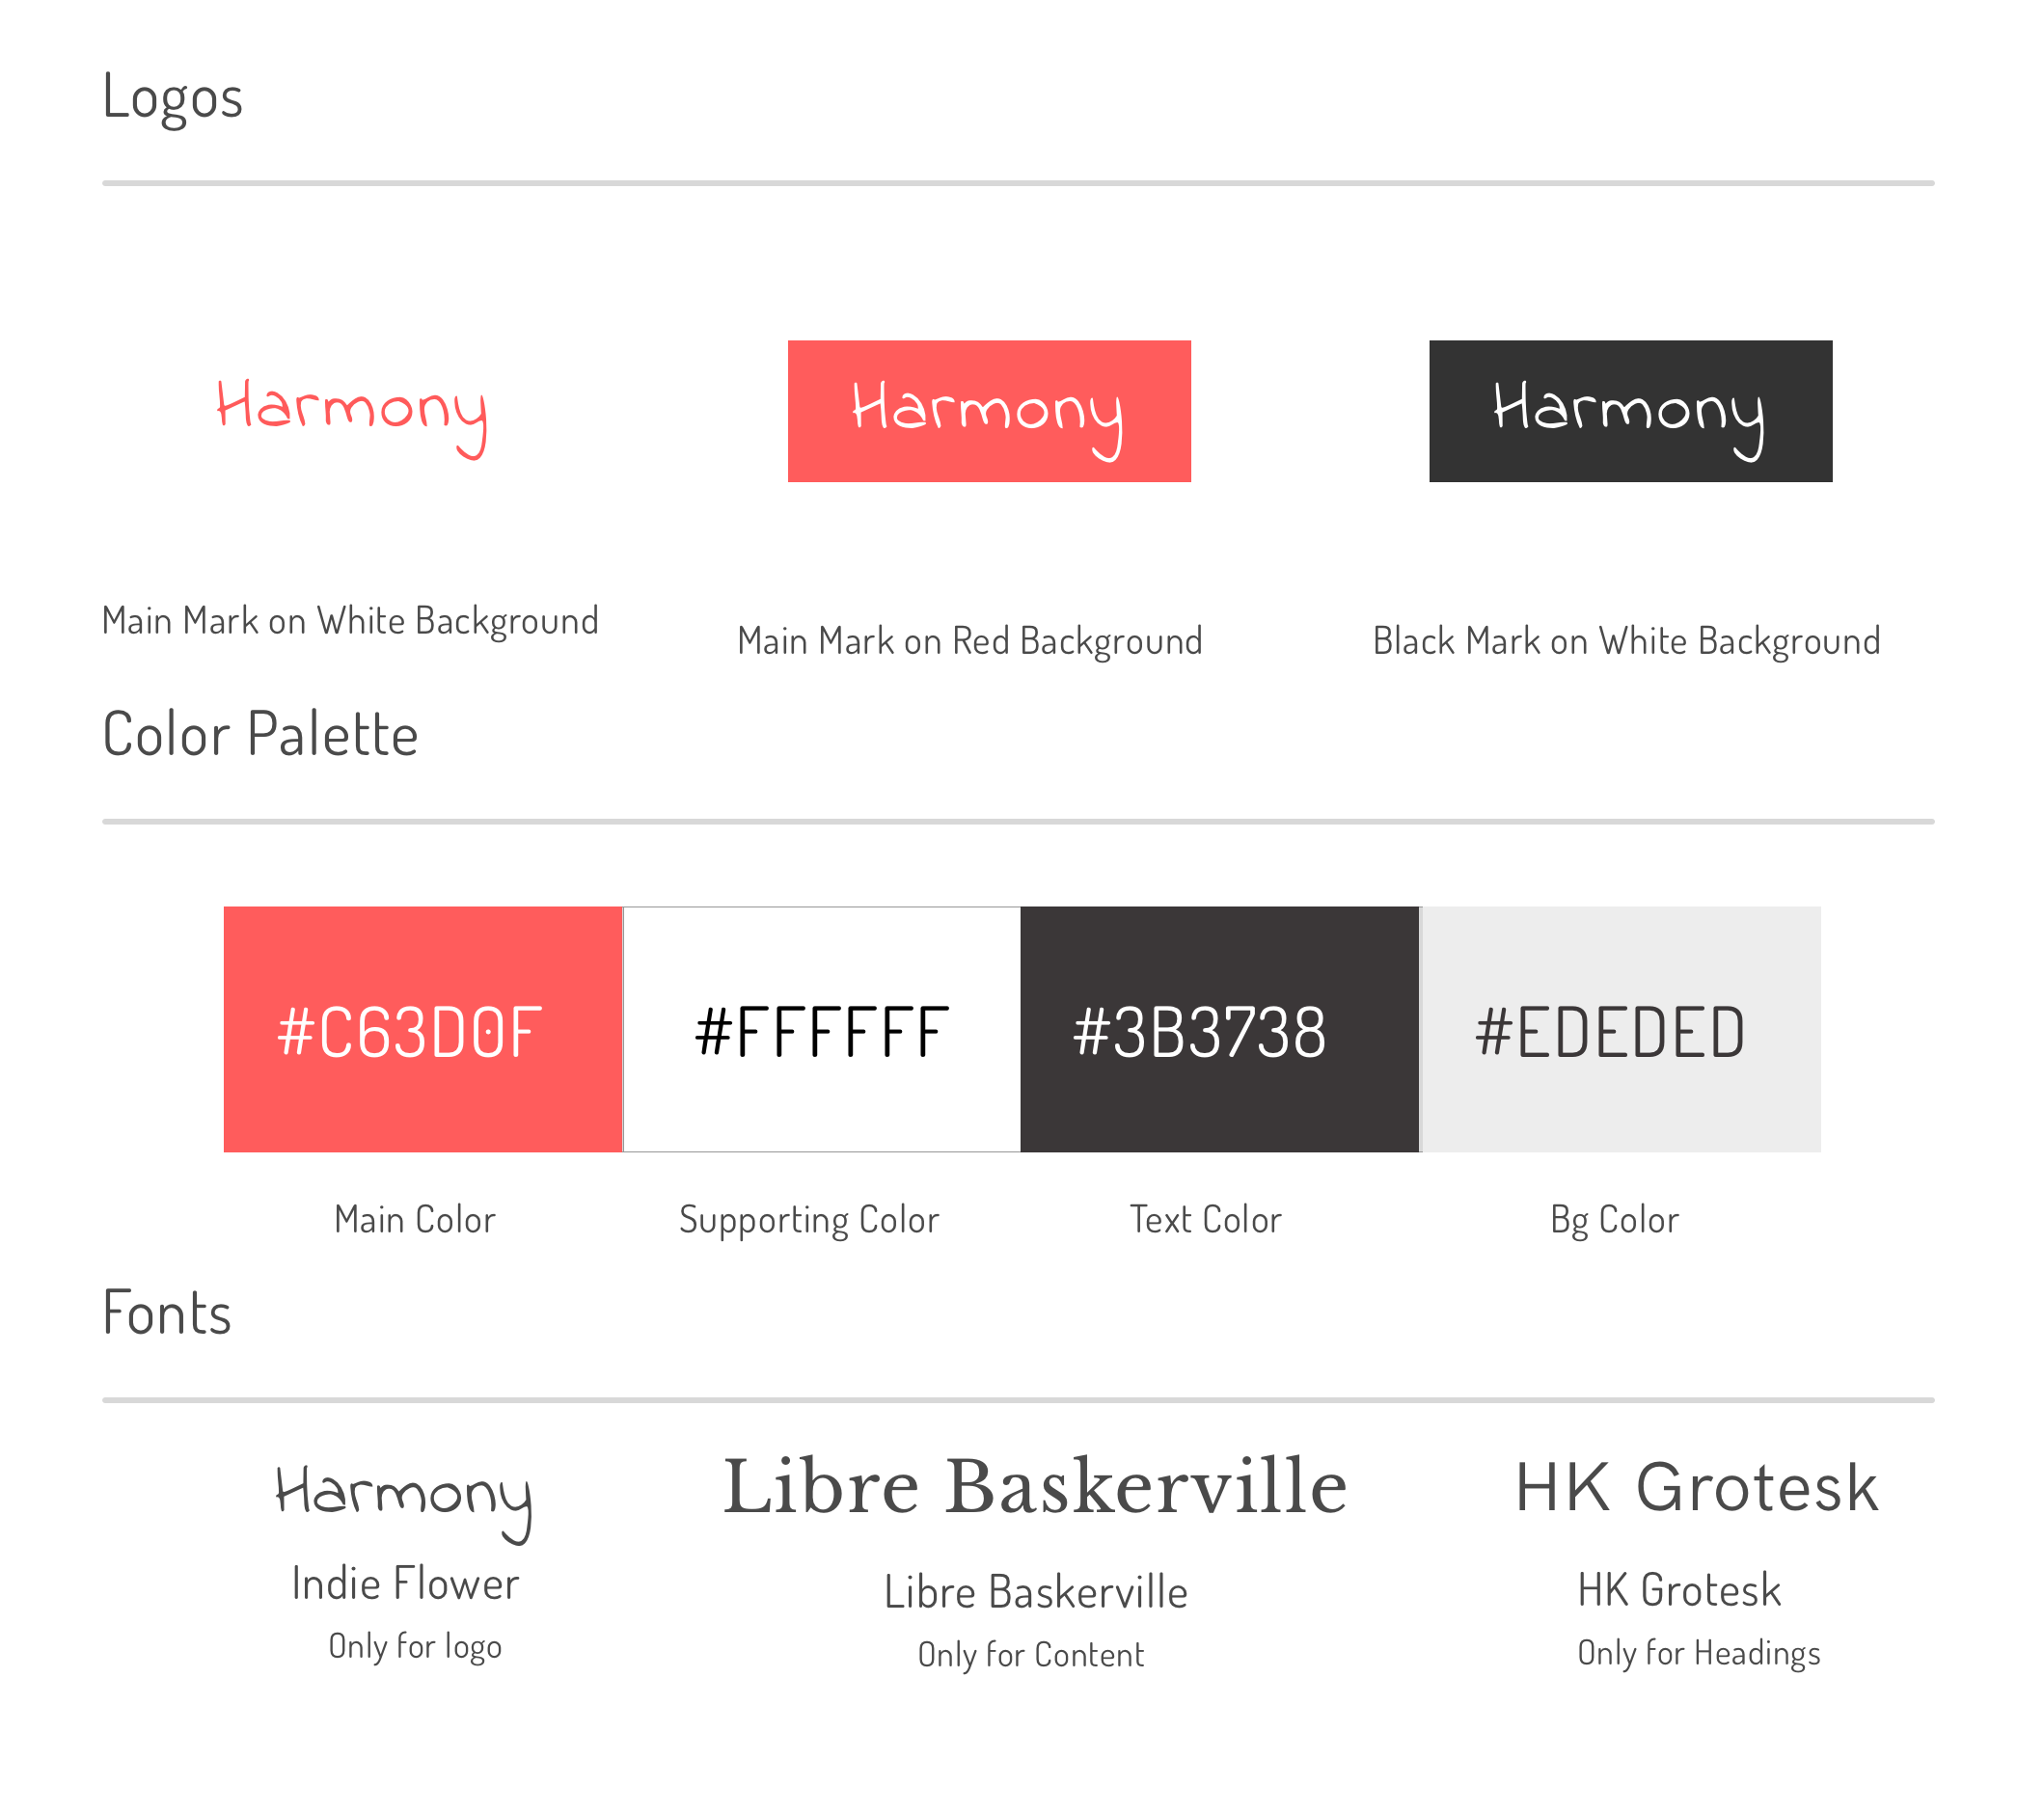 Logos
Harmony
Harmony
Harmony
Main Mark on White Background
Main Mark on Red Background
Black Mark on White Background
Color Palette
#C63D0F
#FFFFFF
#3B3738
#EDEDED
Main Color
Supporting Color
Text Color
Bg Color
Fonts
Harmony
Libre Baskerville
HK Grotesk
Indie Flower
Libre Baskerville
HK Grotesk
Only for logo
Only for Content
Only for Headings